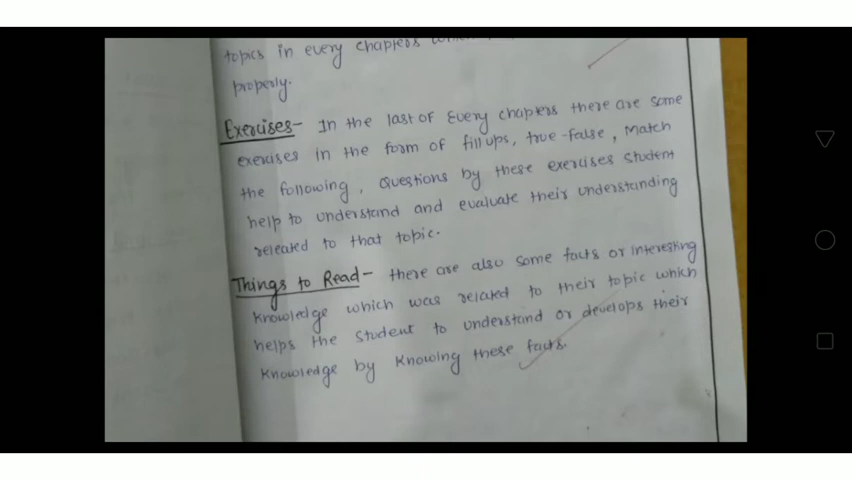 topics in every chapters
properly.
Exercises- In the last of Every chapters there are some
exercises in the form of fill ups, true-false, Match
the following, Questions by these exercises student
help to understand and evaluate their understanding
releated to that topic.
Things to Read- there are also some facts or interesting
knowledge which was related to their topic which
helps the student to understand or develops their
knowledge by knowing these facts.